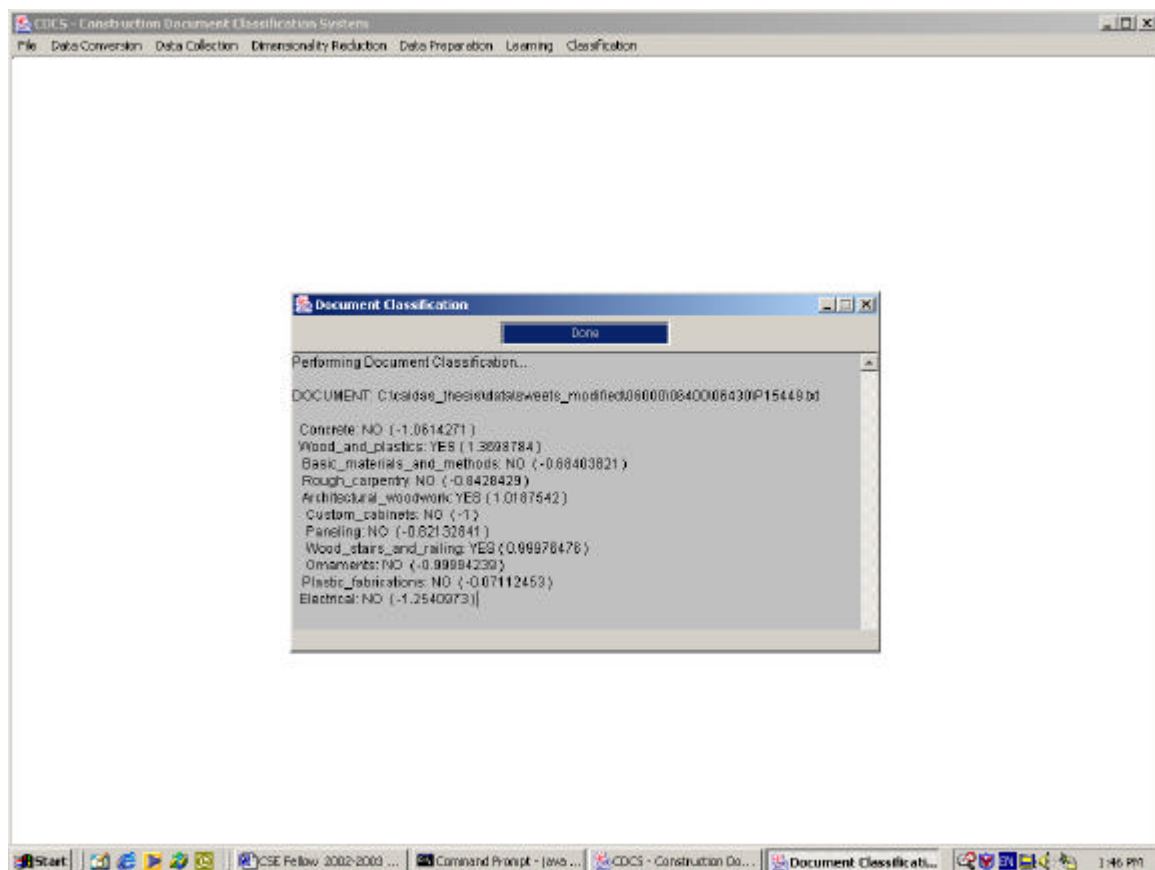 CDCS - Construction Document Classification System
File Data Conversion Data Collection Dimensionality Reduction Data Preparation Learning Classification
Document Classification
Done
Performing Document Classification...
DOCUMENT: C:\caldas_thesis\data\sweets_modified\06000\06400\06430\P15449.txt
Concrete: NO (-1.0614271)
Wood_and_plastics: YES (1.3698784)
Basic_materials_and_methods: NO (-0.68403821)
Rough_carpentry: NO (-0.8428429)
Architectural_woodwork: YES (1.0187542)
Custom_cabinets: NO (-1)
Paneling: NO (-0.82132841)
Wood_stairs_and_railing: YES (0.99976476)
Ornaments: NO (-0.99994239)
Plastic_fabrications: NO (-0.07112453)
Electrical: NO (-1.2540973)
Start CSE Fellow 2002-2003 ... Command Prompt - java ... CDCS - Construction Do... Document Classificati... EN 1:46 PM